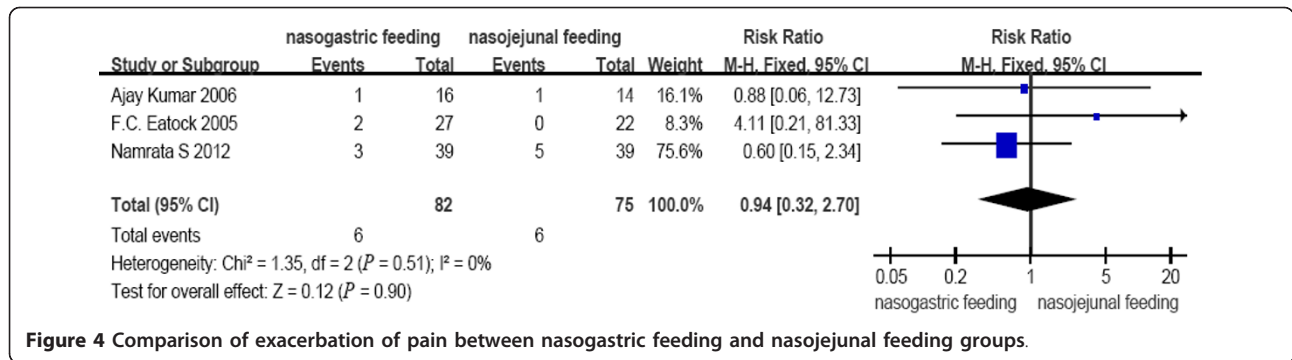 nasogastric feeding nasojejunal feeding Risk Ratio Risk Ratio
Study or Subgroup Events Total Events Total Weight M-H. Fixed. 95% CI M-H. Fixed. 95% CI
Ajay Kumar 2006 1 16 1 14 16.1% 0.88 [0.06, 12.73]
F.C. Eatock 2005 2 27 0 22 8.3% 4.11 [0.21, 81.33]
Namrata S 2012 3 39 5 39 75.6% 0.60 [0.15, 2.34]
Total (95% CI) 82 75 100.0% 0.94 [0.32, 2.70]
Total events 6 6
Heterogeneity: Chi² = 1.35, df = 2 (P = 0.51); I² = 0%
Test for overall effect: Z = 0.12 (P = 0.90)
0.05 0.2 1 5 20
nasogastric feeding nasojejunal feeding
Figure 4 Comparison of exacerbation of pain between nasogastric feeding and nasojejunal feeding groups.